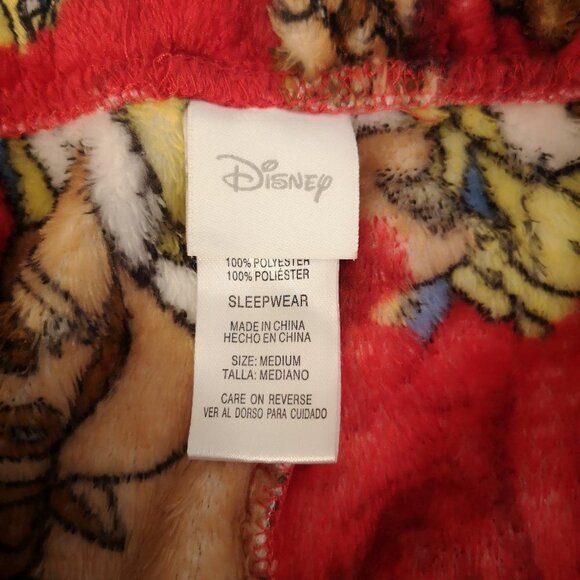 Disney
100% POLYESTER
100% POLIÉSTER
SLEEPWEAR
MADE IN CHINA
HECHO EN CHINA
SIZE: MEDIUM
TALLA: MEDIANO
CARE ON REVERSE
VER AL DORSO PARA CUIDADO